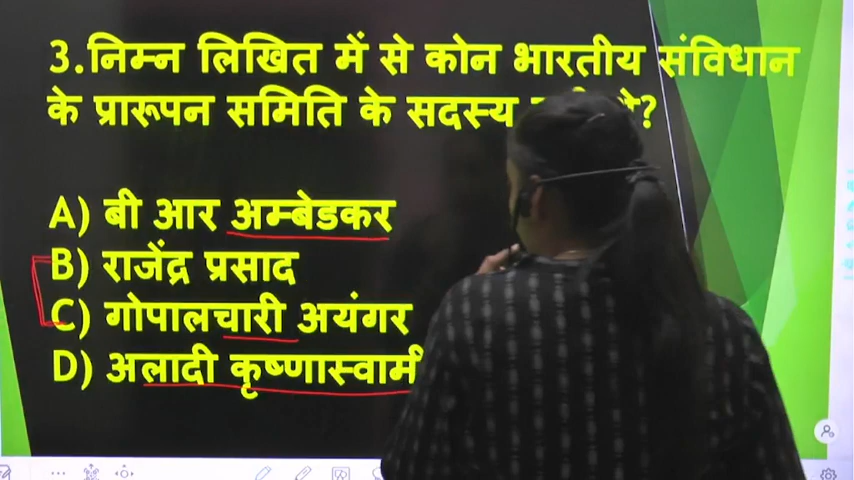 3.निम्न लिखित में से कोन भारतीय संविधान
के प्रारूपन समिति के सदस्य थे?
A) बी आर अम्बेडकर
B) राजेंद्र प्रसाद
C) गोपालचारी अयंगर
D) अलादी कृष्णास्वामी